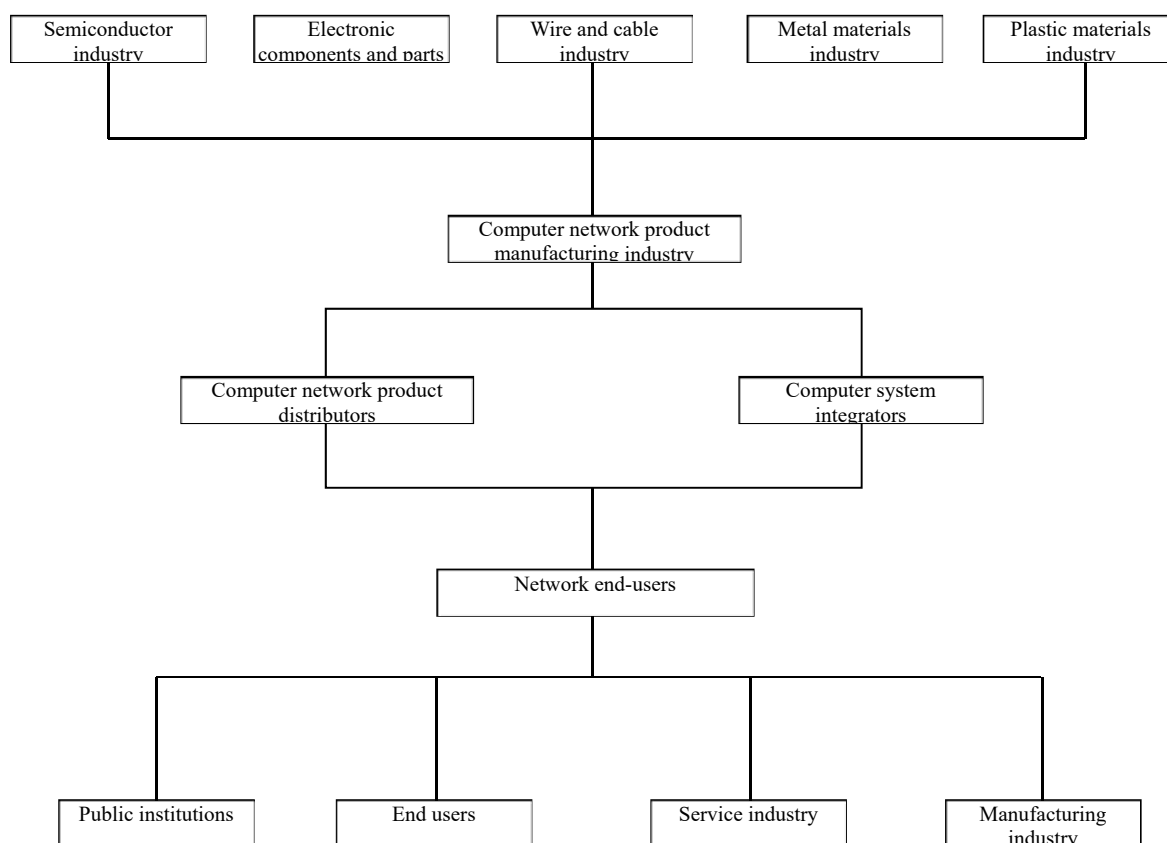 Semiconductor
industry
Electronic
components and parts
Wire and cable
industry
Metal materials
industry
Plastic materials
industry
Computer network product
manufacturing industry
Computer network product
distributors
Computer system
integrators
Network end-users
Public institutions
End users
Service industry
Manufacturing
industry